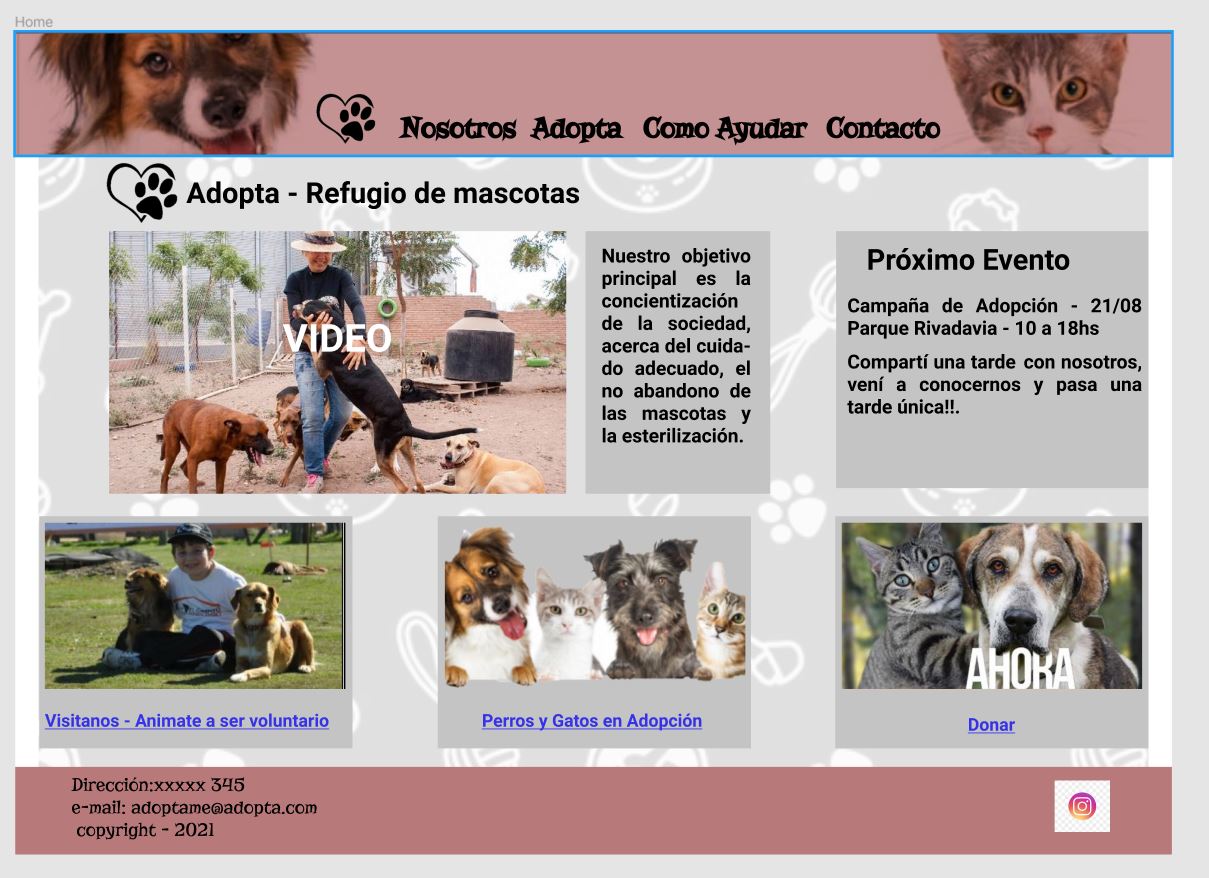 Home
Nosotros Adopta Como Ayudar Contacto
Adopta - Refugio de mascotas
VIDEO
Nuestro objetivo
principal es la
concientización
de la sociedad,
acerca del cuida-
do adecuado, el
no abandono de
las mascotas y
la esterilización.
Próximo Evento
Campaña de Adopción - 21/08
Parque Rivadavia - 10 a 18hs
Compartí una tarde con nosotros,
vení a conocernos y pasa una
tarde única!!.
Visitanos - Animate a ser voluntario
Perros y Gatos en Adopción
AHORA
Donar
Dirección:xxxxx 345
e-mail: adoptame@adopta.com
copyright - 2021